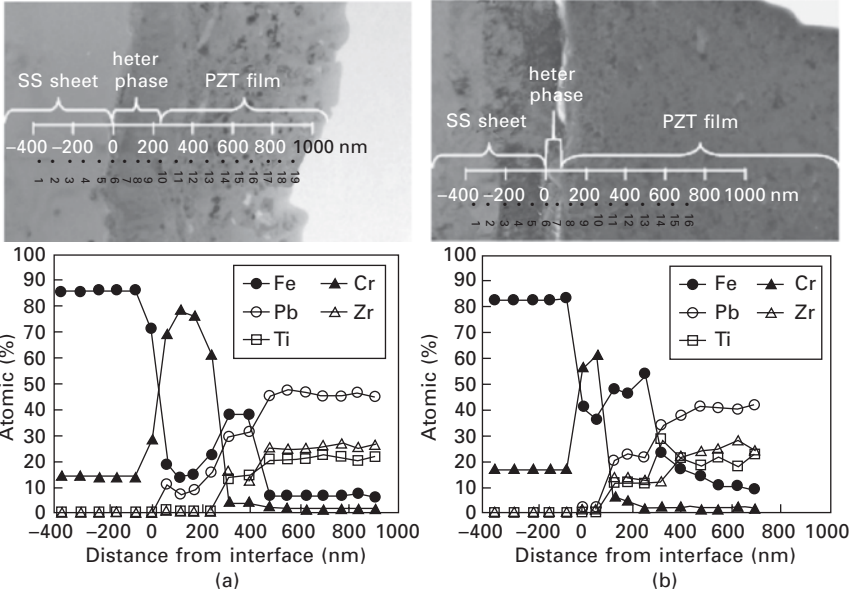 SS sheet
heter
phase
PZT film
−400 −200 0 200 400 600 800 1000 nm
1 2 3 4 5 6 7 8 9 10 11 12 13 14 15 16 17 18 19
heter
phase
SS sheet
PZT film
−400 −200 0 200 400 600 800 1000 nm
1 2 3 4 5 6 7 8 9 10 11 12 13 14 15 16
100
90
80
70
60
50
40
30
20
10
0
Atomic (%)
Fe Cr
Pb Zr
Ti
−400 −200 0 200 400 600 800 1000
Distance from interface (nm)
(a)
100
90
80
70
60
50
40
30
20
10
0
Atomic (%)
Fe Cr
Pb Zr
Ti
−400 −200 0 200 400 600 800 1000
Distance from interface (nm)
(b)